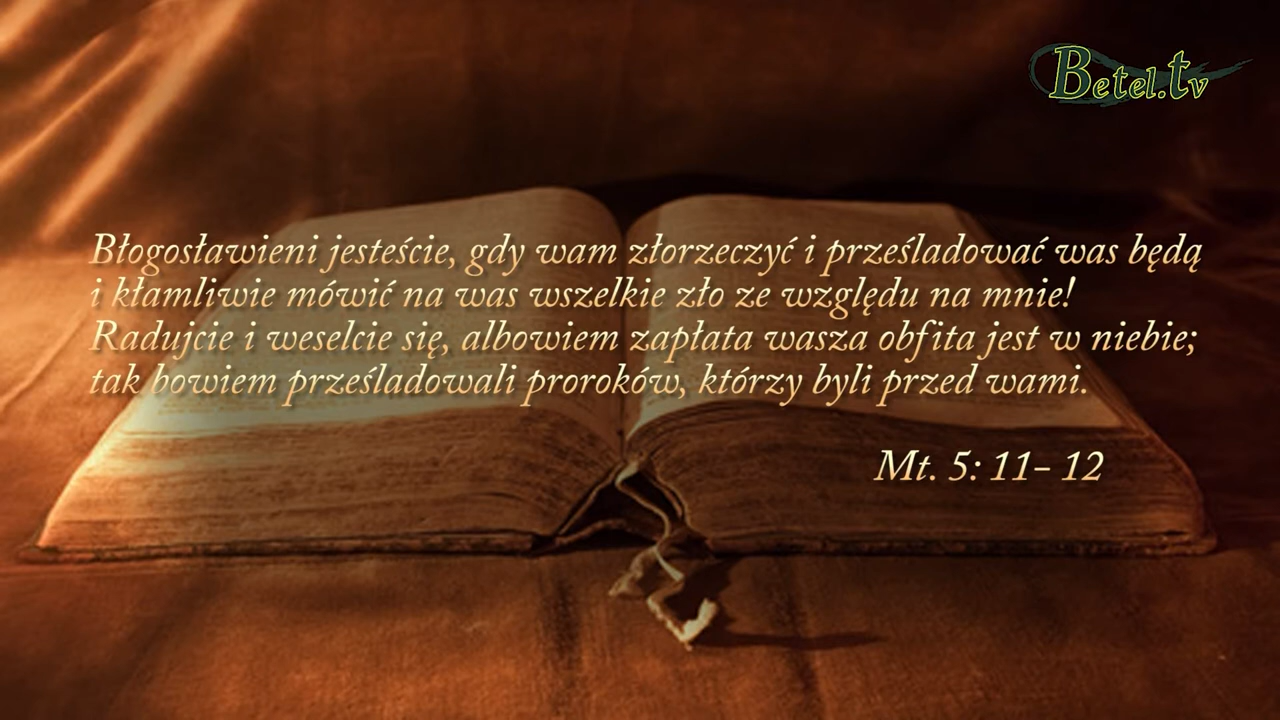 Betel.tv
Błogosławieni jesteście, gdy wam złorzeczyć i prześladować was będą
i kłamliwie mówić na was wszelkie zło ze względu na mnie!
Radujcie i weselcie się, albowiem zapłata wasza obfita jest w niebie;
tak bowiem prześladowali proroków, którzy byli przed wami.
Mt. 5: 11- 12